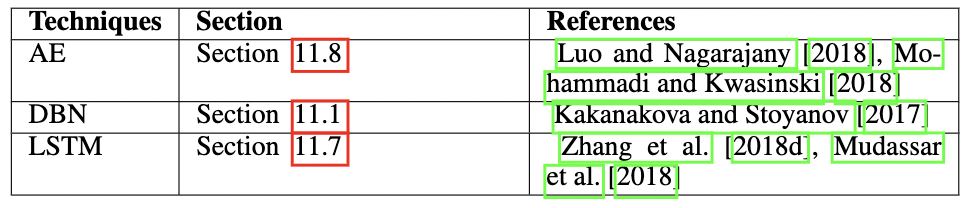 Techniques Section References
AE Section 11.8 Luo and Nagarajany [2018], Mo-
hammadi and Kwasinski [2018]
DBN Section 11.1 Kakanakova and Stoyanov [2017]
LSTM Section 11.7 Zhang et al. [2018d], Mudassar
et al. [2018]